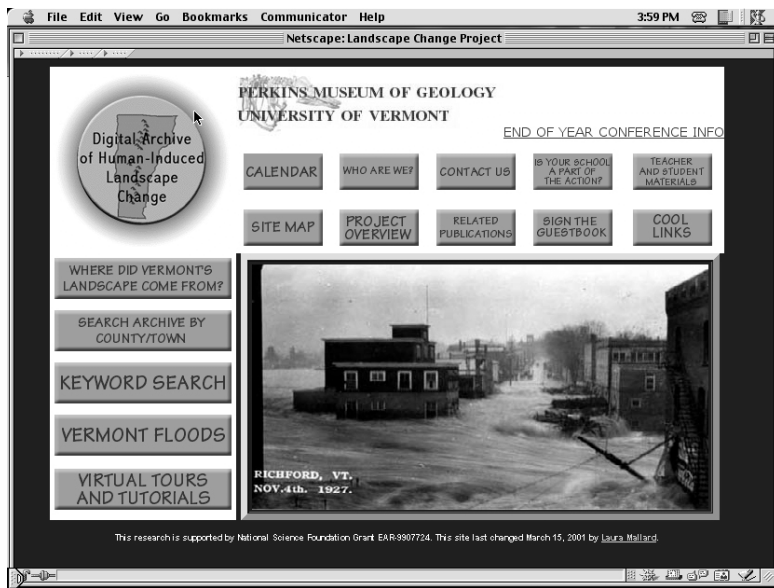 File Edit View Go Bookmarks Communicator Help 3:59 PM
Netscape: Landscape Change Project
PERKINS MUSEUM OF GEOLOGY
UNIVERSITY OF VERMONT
END OF YEAR CONFERENCE INFO
Digital Archive
of Human-Induced
Landscape
Change
CALENDAR
WHO ARE WE?
CONTACT US
IS YOUR SCHOOL
A PART OF
THE ACTION?
TEACHER
AND STUDENT
MATERIALS
SITE MAP
PROJECT
OVERVIEW
RELATED
PUBLICATIONS
SIGN THE
GUESTBOOK
COOL
LINKS
WHERE DID VERMONT'S
LANDSCAPE COME FROM?
SEARCH ARCHIVE BY
COUNTY/TOWN
KEYWORD SEARCH
VERMONT FLOODS
VIRTUAL TOURS
AND TUTORIALS
RICHFORD, VT.
NOV.4th. 1927.
This research is supported by National Science Foundation Grant EAR-9907724. This site last changed March 15, 2001 by Laura Mallard.